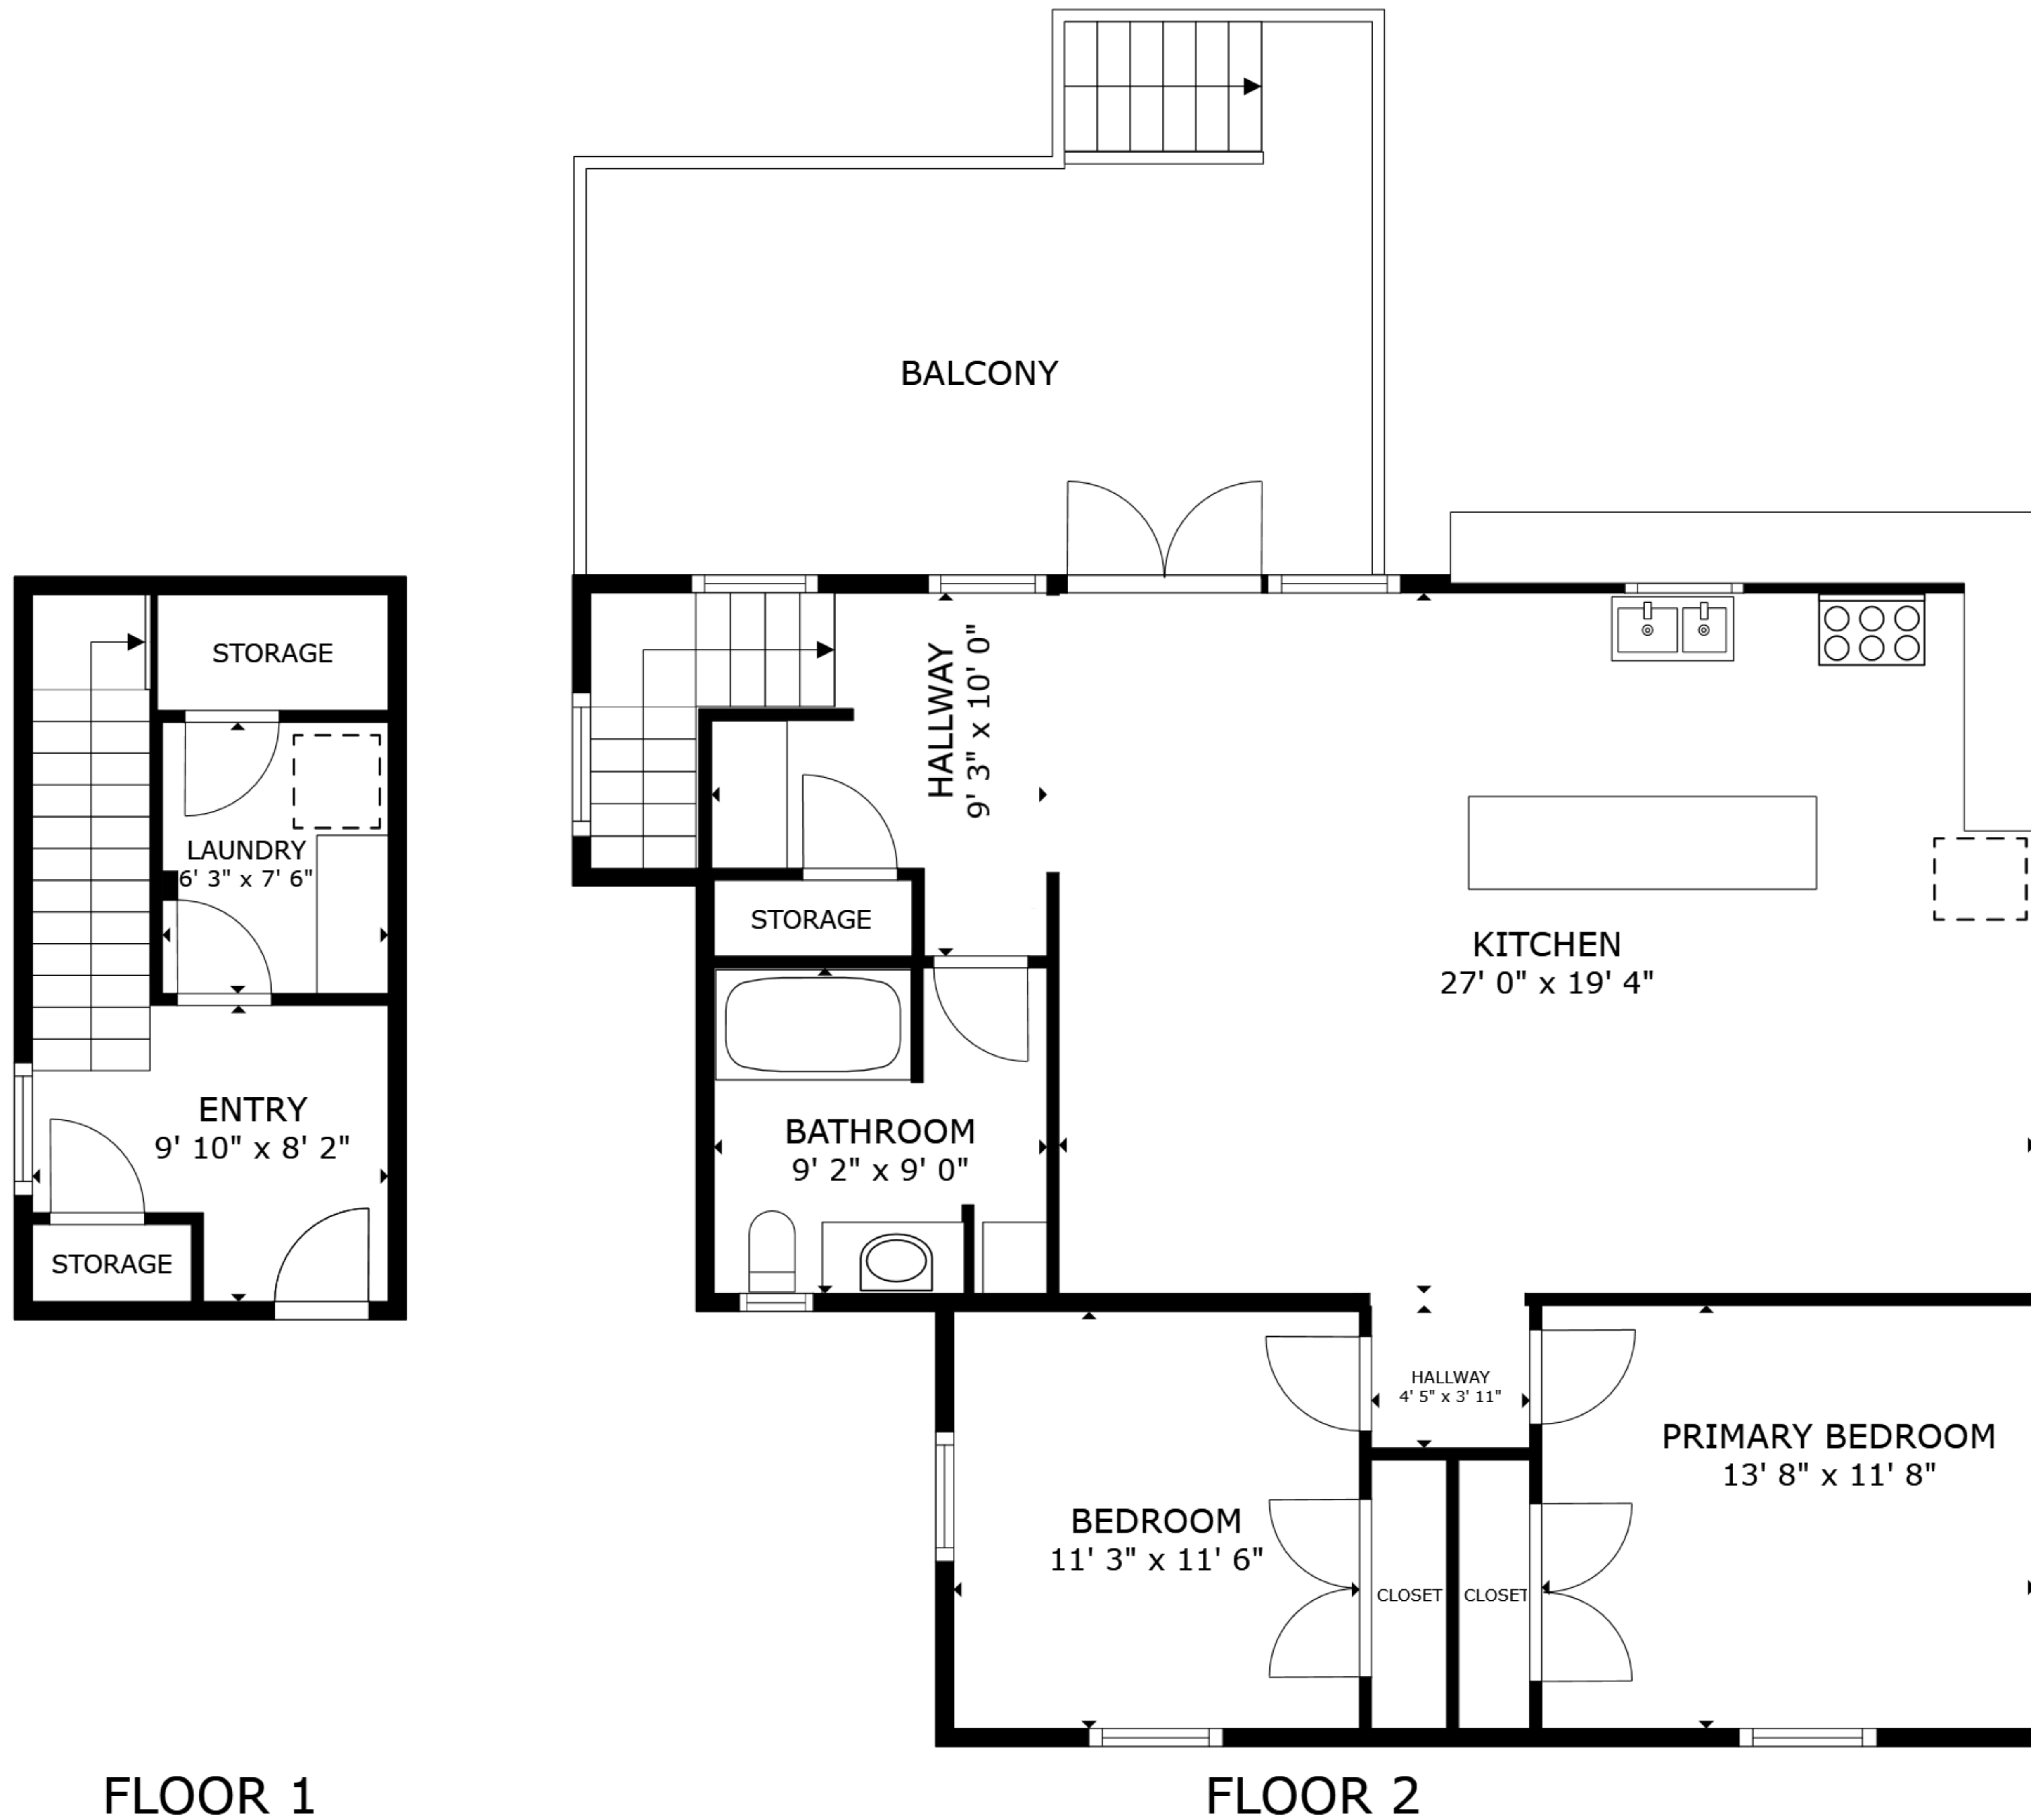 BALCONY
STORAGE
HALLWAY
9' 3" x 10' 0"
LAUNDRY
6' 3" x 7' 6"
STORAGE
KITCHEN
27' 0" x 19' 4"
ENTRY
9' 10" x 8' 2"
BATHROOM
9' 2" x 9' 0"
STORAGE
HALLWAY
4' 5" x 3' 11"
PRIMARY BEDROOM
13' 8" x 11' 8"
BEDROOM
11' 3" x 11' 6"
CLOSET
CLOSET
FLOOR 1
FLOOR 2